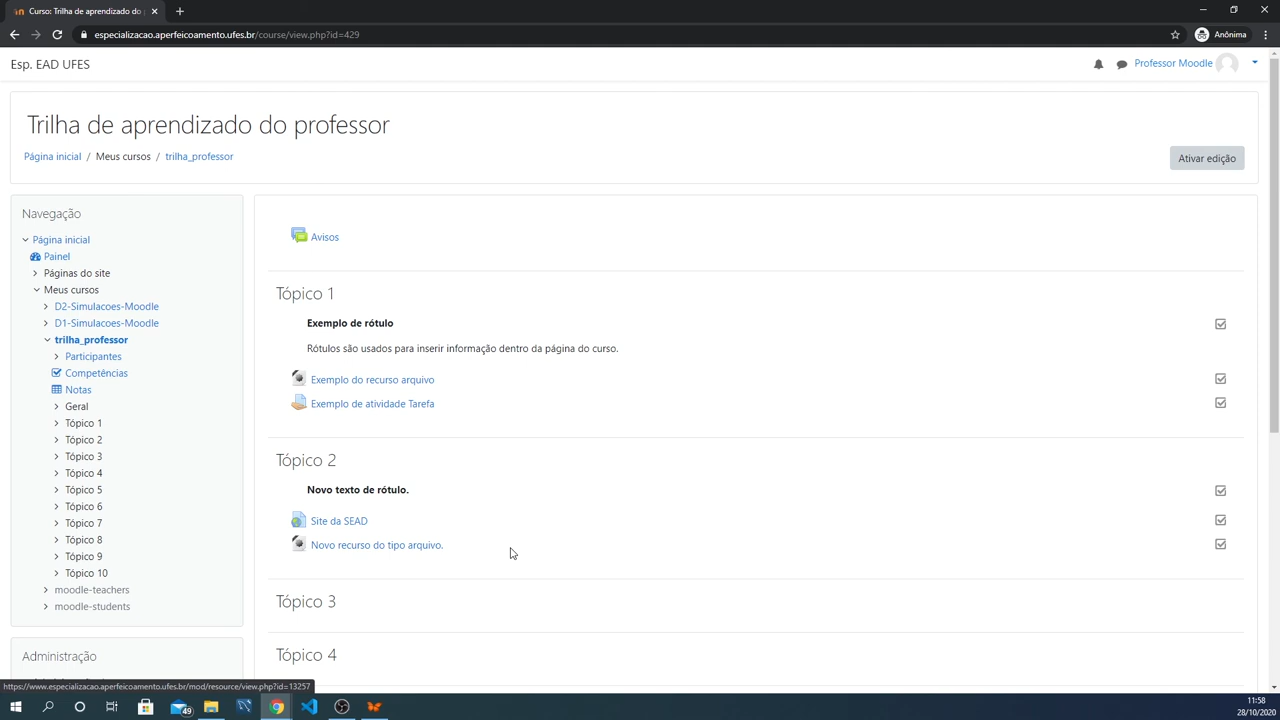 Curso: Trilha de aprendizado do
especializacao.aperfeicoamento.ufes.br/course/view.php?id=429
Anônima
Esp. EAD UFES
Professor Moodle
Trilha de aprendizado do professor
Página inicial / Meus cursos / trilha_professor
Ativar edição
Navegação
Página inicial
Painel
Páginas do site
Meus cursos
D2-Simulacoes-Moodle
D1-Simulacoes-Moodle
trilha_professor
Participantes
Competências
Notas
Geral
Tópico 1
Tópico 2
Tópico 3
Tópico 4
Tópico 5
Tópico 6
Tópico 7
Tópico 8
Tópico 9
Tópico 10
moodle-teachers
moodle-students
Administração
Avisos
Tópico 1
Exemplo de rótulo
Rótulos são usados para inserir informação dentro da página do curso.
Exemplo do recurso arquivo
Exemplo de atividade Tarefa
Tópico 2
Novo texto de rótulo.
Site da SEAD
Novo recurso do tipo arquivo.
Tópico 3
Tópico 4
https://www.especializacao.aperfeicoamento.ufes.br/mod/resource/view.php?id=13257
49
11:58
28/10/2020